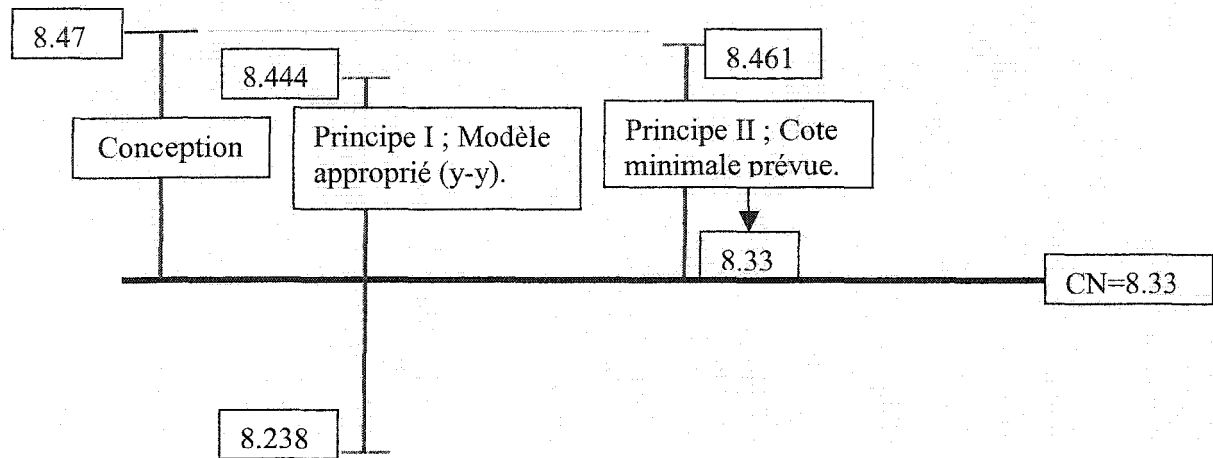 8.47
8.444
8.461
Conception
Principe I ; Modèle
approprié (y-y).
Principe II ; Cote
minimale prévue.
8.33
CN=8.33
8.238